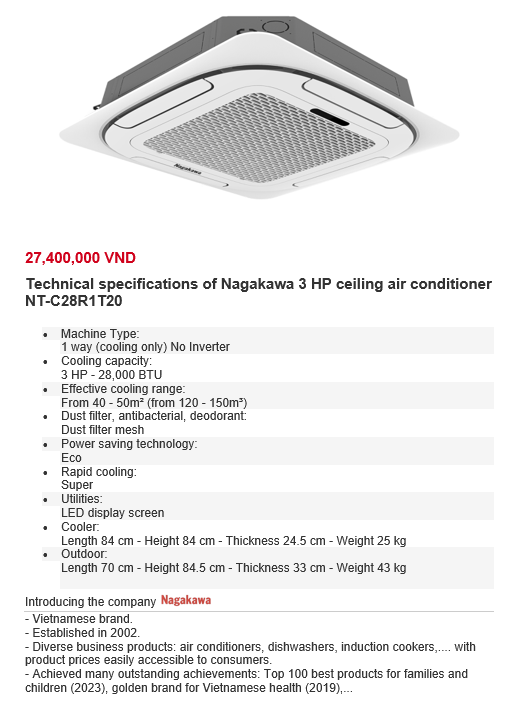 Nagakawa
27,400,000 VND
Technical specifications of Nagakawa 3 HP ceiling air conditioner
NT-C28R1T20
• Machine Type:
1 way (cooling only) No Inverter
• Cooling capacity:
3 HP - 28,000 BTU
• Effective cooling range:
From 40 - 50m² (from 120 - 150m³)
• Dust filter, antibacterial, deodorant:
Dust filter mesh
• Power saving technology:
Eco
• Rapid cooling:
Super
• Utilities:
LED display screen
• Cooler:
Length 84 cm - Height 84 cm - Thickness 24.5 cm - Weight 25 kg
• Outdoor:
Length 70 cm - Height 84.5 cm - Thickness 33 cm - Weight 43 kg
Introducing the company Nagakawa
- Vietnamese brand.
- Established in 2002.
- Diverse business products: air conditioners, dishwashers, induction cookers,.... with
product prices easily accessible to consumers.
- Achieved many outstanding achievements: Top 100 best products for families and
children (2023), golden brand for Vietnamese health (2019),...